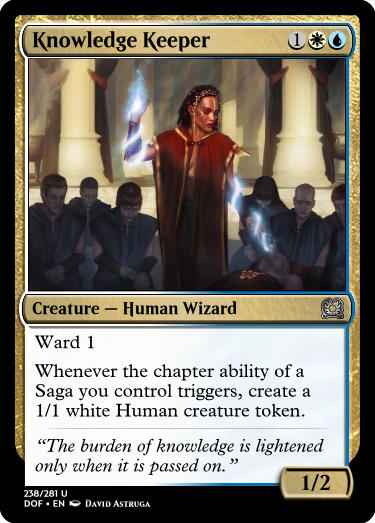 Knowledge Keeper 1
Creature — Human Wizard
Ward 1
Whenever the chapter ability of a
Saga you control triggers, create a
1/1 white Human creature token.
“The burden of knowledge is lightened
only when it is passed on.”
1/2
238/281 U
DOF • EN David Astruga